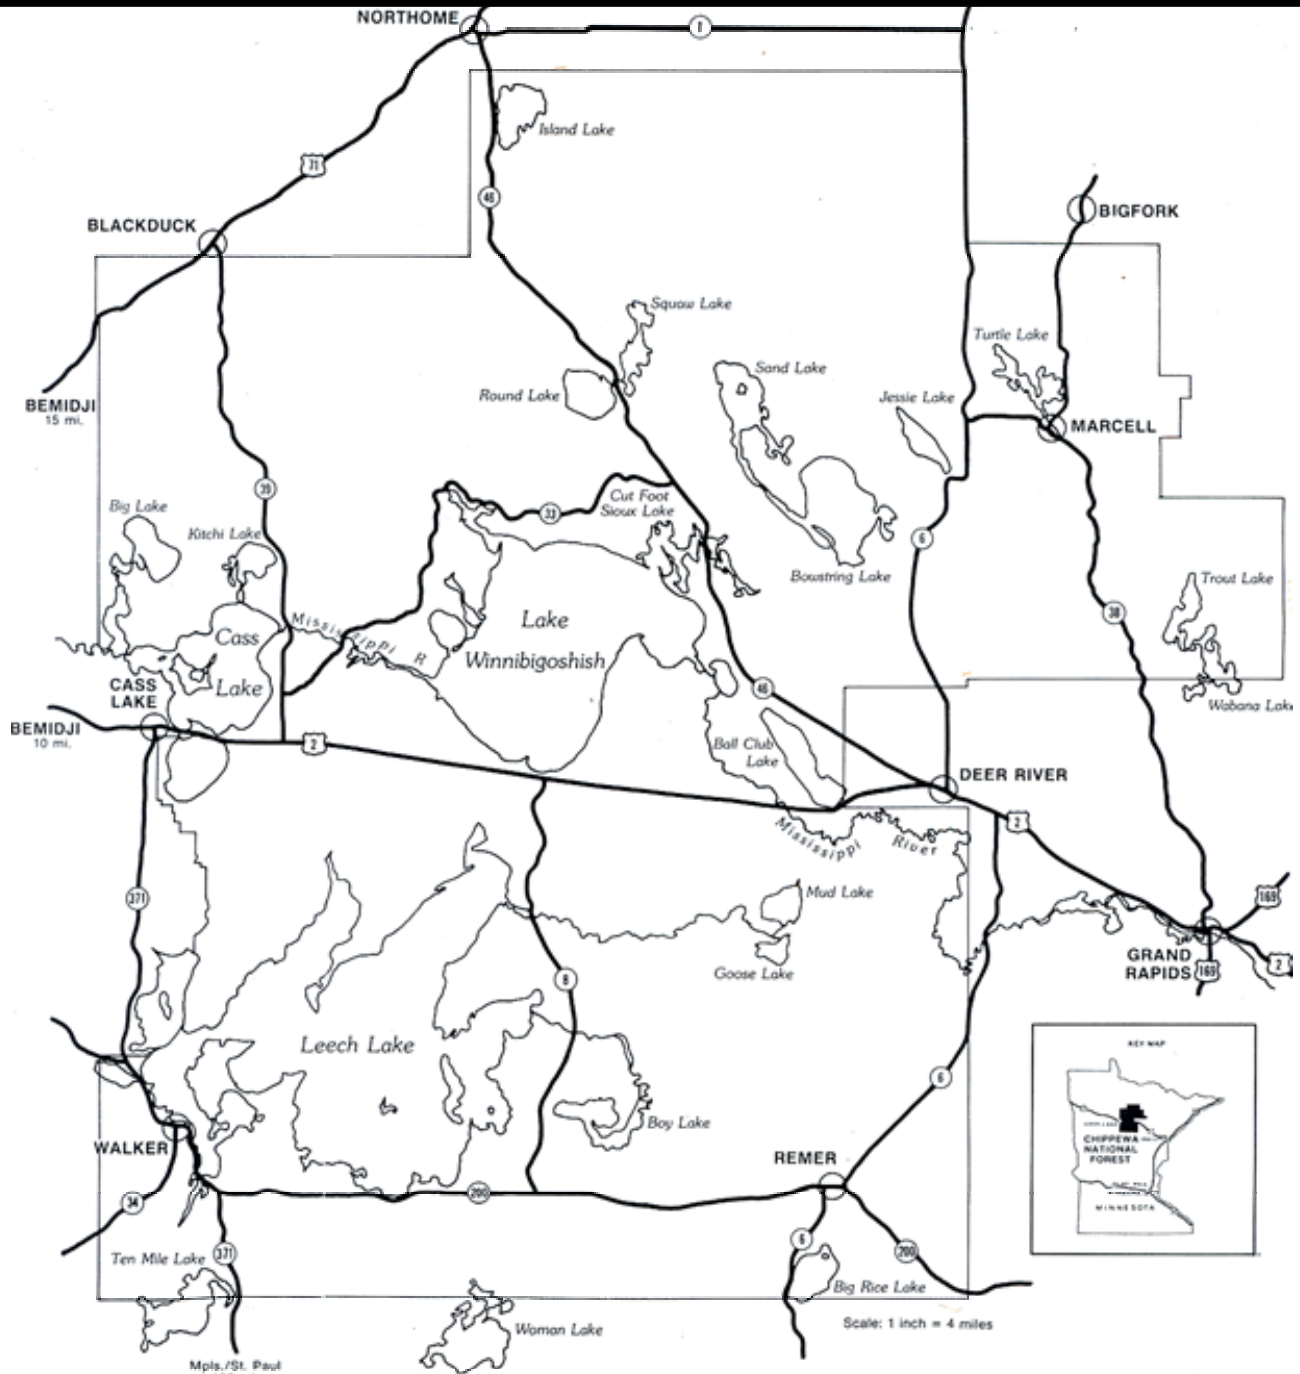 NORTHOME
1
Island Lake
71
46
BLACKDUCK
BIGFORK
Squaw Lake
Turtle Lake
Sand Lake
Round Lake
Jessie Lake
BEMIDJI
15 mi.
MARCELL
39
Cut Foot
Sioux Lake
33
Big Lake
Kitchi Lake
6
Bowstring Lake
Trout Lake
38
Mississippi R
Lake
Winnibigoshish
Cass
Lake
CASS
LAKE
46
Wabana Lake
BEMIDJI
10 mi.
2
Ball Club
Lake
DEER RIVER
2
Mississippi River
371
Mud Lake
169
GRAND
RAPIDS
169
2
Goose Lake
8
Leech Lake
KEY MAP
6
Boy Lake
CHIPPEWA
NATIONAL
FOREST
MINNESOTA
WALKER
REMER
34
200
6
200
371
Ten Mile Lake
Big Rice Lake
Woman Lake
Scale: 1 inch = 4 miles
Mpls./St. Paul